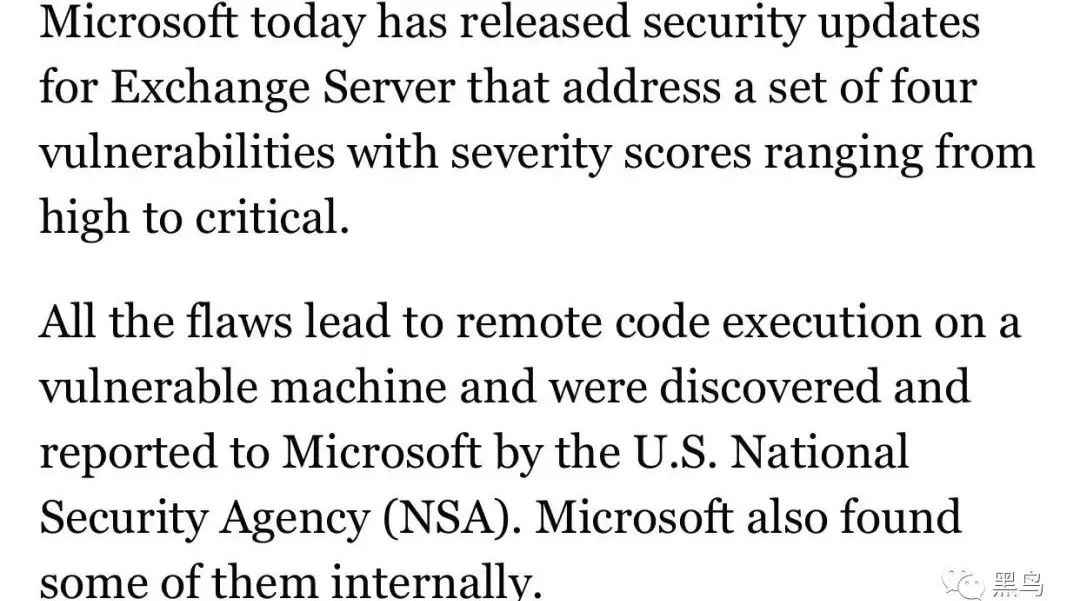 Microsoft today has released security updates
for Exchange Server that address a set of four
vulnerabilities with severity scores ranging from
high to critical.
All the flaws lead to remote code execution on a
vulnerable machine and were discovered and
reported to Microsoft by the U.S. National
Security Agency (NSA). Microsoft also found
some of them internally.
黑鸟